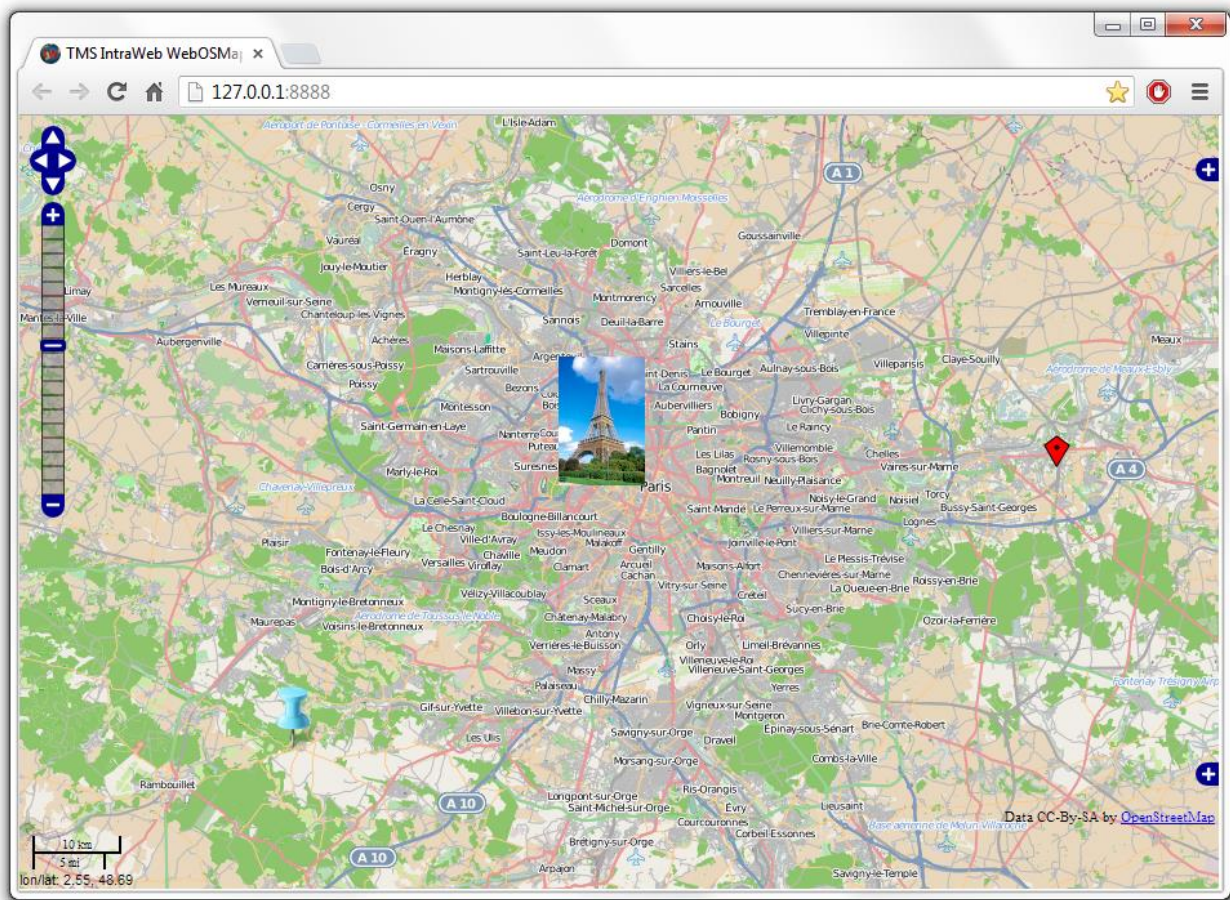 TMS IntraWeb WebOSMa
127.0.0.1:8888
Aéroport de Pontoise - Cormeilles en Vexin
L'Isle-Adam
A 1
Osny
Cergy
Aérodrome d'Enghien Moisselles
Saint-Ouen-l'Aumône
Goussainville
Vauréal
Éragny
Saint-Leu-la-Forêt
Domont
Jouy-le-Moutier
Herblay
Villiers-le-Bel
Limay
Les Mureaux
Montigny-lès-Cormeilles
Sarcelles
Verneuil-sur-Seine
Montmorency
Arnouville
Chanteloup-les-Vignes
Tremblay-en-France
Mantes-la-Ville
Sannois
Deuil-la-Barre
Le Bourget
Villepinte
Aubergenville
Achères
Maisons-Laffitte
Stains
Meaux
Argenteuil
Carrières-sous-Poissy
Sartrouville
int-Denis
Le Bourget
Aulnay-sous-Bois
Villeparisis
Claye-Souilly
Aérodrome de Meaux-Esbly
Poissy
Bezons
La Courneuve
Montesson
Aubervilliers
Bobigny
Livry-Gargan
Clichy-sous-Bois
Saint-Germain-en-Laye
Nanterre
Pantin
Le Raincy
Les Lilas
Villemomble
Chelles
Marly-le-Roi
Suresnes
Bagnolet
Rosny-sous-Bois
Vaires-sur-Marne
A 4
Montreuil
Neuilly-Plaisance
Chavenay-Villepreux
Paris
Noisy-le-Grand
Noisiel
Torcy
La Celle-Saint-Cloud
Saint-Mandé
Le Perreux-sur-Marne
Bussy-Saint-Georges
Boulogne-Billancourt
Lognes
Le Chesnay
Issy-les-Moulineaux
Villiers-sur-Marne
Ville-d'Avray
Malakoff
Joinville-le-Pont
Plaisir
Fontenay-le-Fleury
Chaville
Meudon
Gentilly
Le Plessis-Trévise
Bois-d'Arcy
Versailles
Viroflay
Clamart
Arcueil
Maisons-Alfort
Cachan
Chennevières-sur-Marne
Roissy-en-Brie
Vitry-sur-Seine
La Queue-en-Brie
Vélizy-Villacoublay
Créteil
Montigny-le-Bretonneux
Sceaux
Sucy-en-Brie
Maurepas
Aérodrome de Toussus-le-Noble
Châtenay-Malabry
Choisy-le-Roi
Ozoir-la-Ferrière
Voisins-le-Bretonneux
Antony
Verrières-le-Buisson
Orly
Limeil-Brévannes
Massy
Villeneuve-le-Roi
Villeneuve-Saint-Georges
Palaiseau
Yerres
Chilly-Mazarin
Gif-sur-Yvette
Villebon-sur-Yvette
Vigneux-sur-Seine
Montgeron
Les Ulis
Savigny-sur-Orge
Draveil
Épinay-sous-Sénart
Brie-Comte-Robert
Morsang-sur-Orge
Combs-la-Ville
Rambouillet
Ris-Orangis
Longpont-sur-Orge
A 10
Saint-Michel-sur-Orge
Évry
Lieusaint
Courcouronnes
Corbeil-Essonnes
Base aérienne de Melun Villaroche
Data CC-By-SA by OpenStreetMap
Brétigny-sur-Orge
10 km
A 10
5 mi
Arpajon
Savigny-le-Temple
lon/lat: 2.55, 48.69